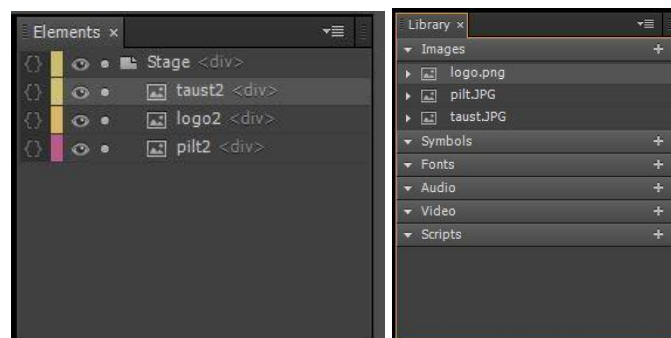 Elements ×
{} Stage <div>
{} taust2 <div>
{} logo2 <div>
{} pilt2 <div>
Library ×
Images
logo.png
pilt.JPG
taust.JPG
Symbols +
Fonts +
Audio +
Video +
Scripts +